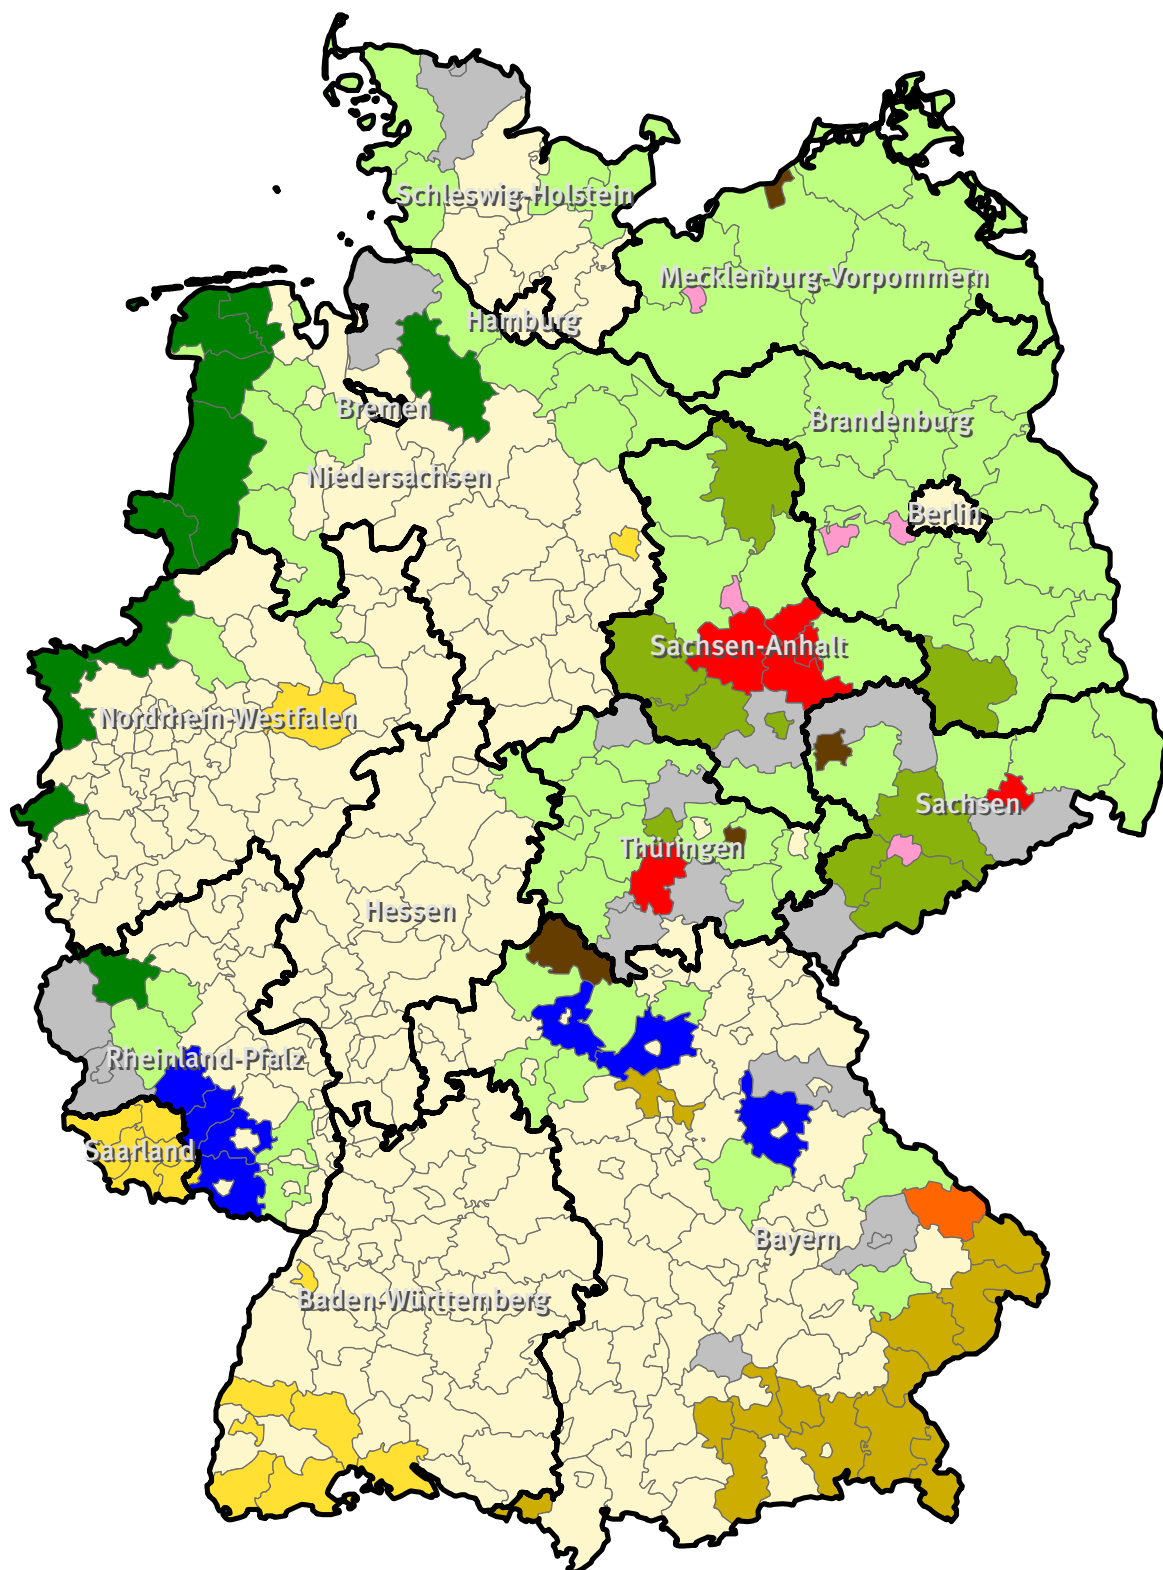 Schleswig-Holstein
Mecklenburg-Vorpommern
Hamburg
Bremen
Brandenburg
Niedersachsen
Berlin
Sachsen-Anhalt
Nordrhein-Westfalen
Sachsen
Thüringen
Hessen
Rheinland-Pfalz
Saarland
Bayern
Baden-Württemberg